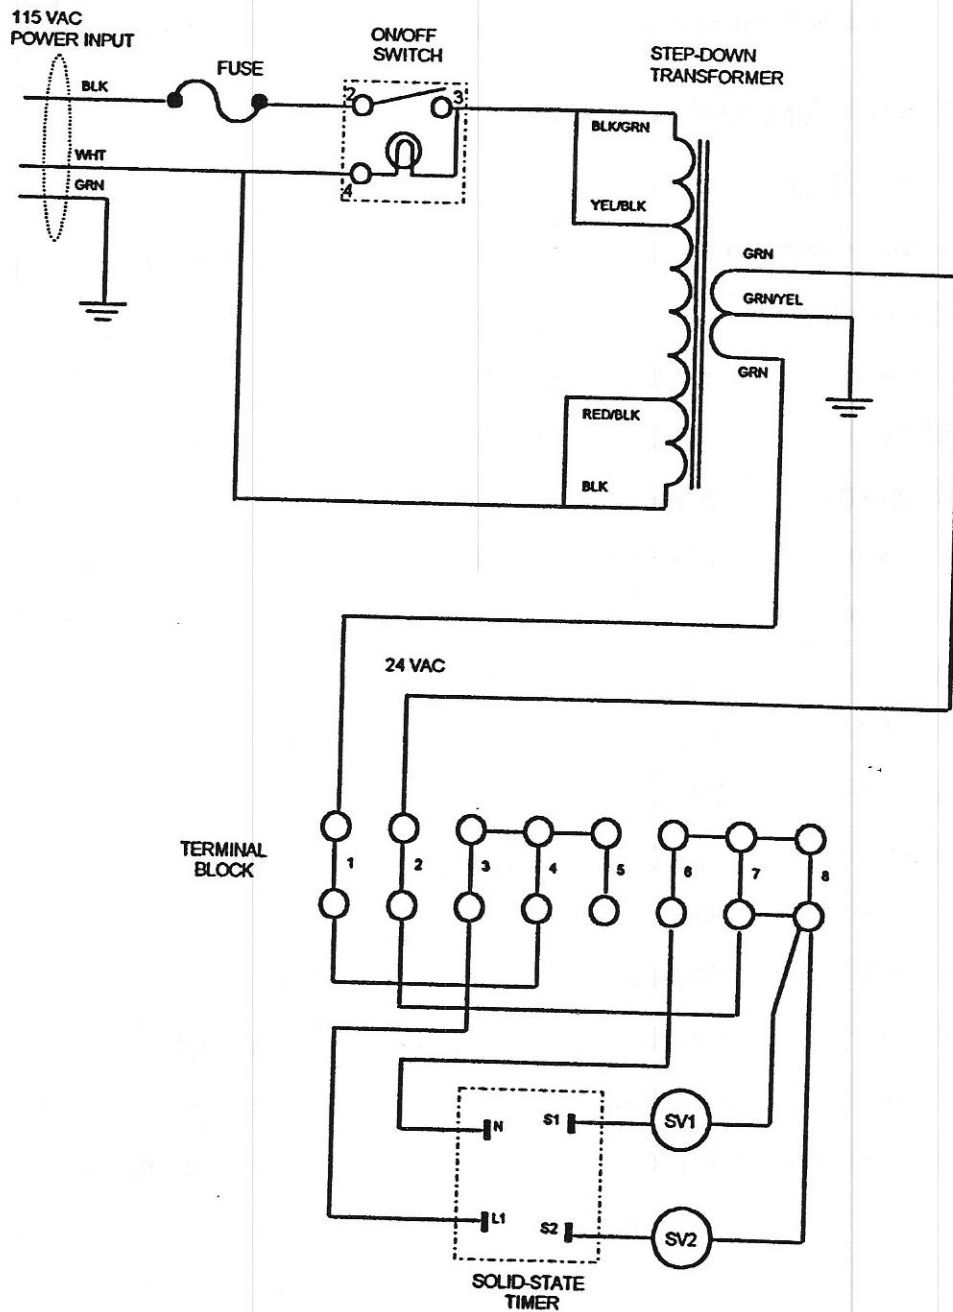 115 VAC
POWER INPUT
ON/OFF
SWITCH
STEP-DOWN
TRANSFORMER
FUSE
BLK
2
3
BLK/GRN
WHT
4
GRN
YEL/BLK
GRN
GRN/YEL
GRN
RED/BLK
BLK
24 VAC
TERMINAL
BLOCK
1
2
3
4
5
6
7
8
N
S1
SV1
L1
S2
SV2
SOLID-STATE
TIMER